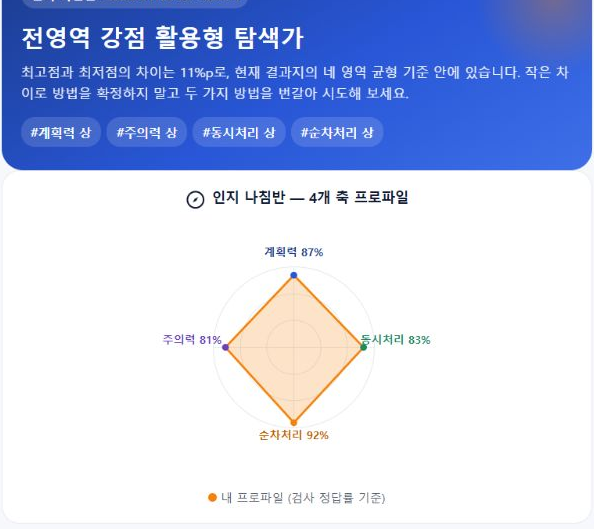 전영역 강점 활용형 탐색가
최고점과 최저점의 차이는 11%p로, 현재 결과지의 네 영역 균형 기준 안에 있습니다. 작은 차
이로 방법을 확정하지 말고 두 가지 방법을 번갈아 시도해 보세요.
#계획력 상 #주의력 상 #동시처리 상 #순차처리 상
인지 나침반 — 4개 축 프로파일
계획력 87%
주의력 81% 동시처리 83%
순차처리 92%
내 프로파일 (검사 정답률 기준)